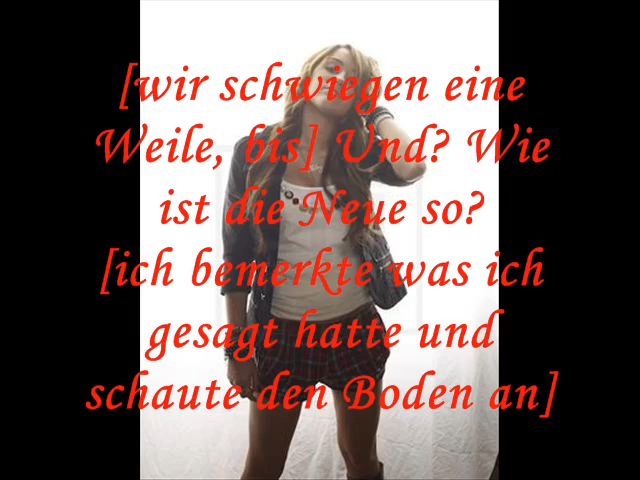 [wir schwiegen eine
Weile, bis] Und? Wie
ist die Neue so?
[ich bemerkte was ich
gesagt hatte und
schaute den Boden an]